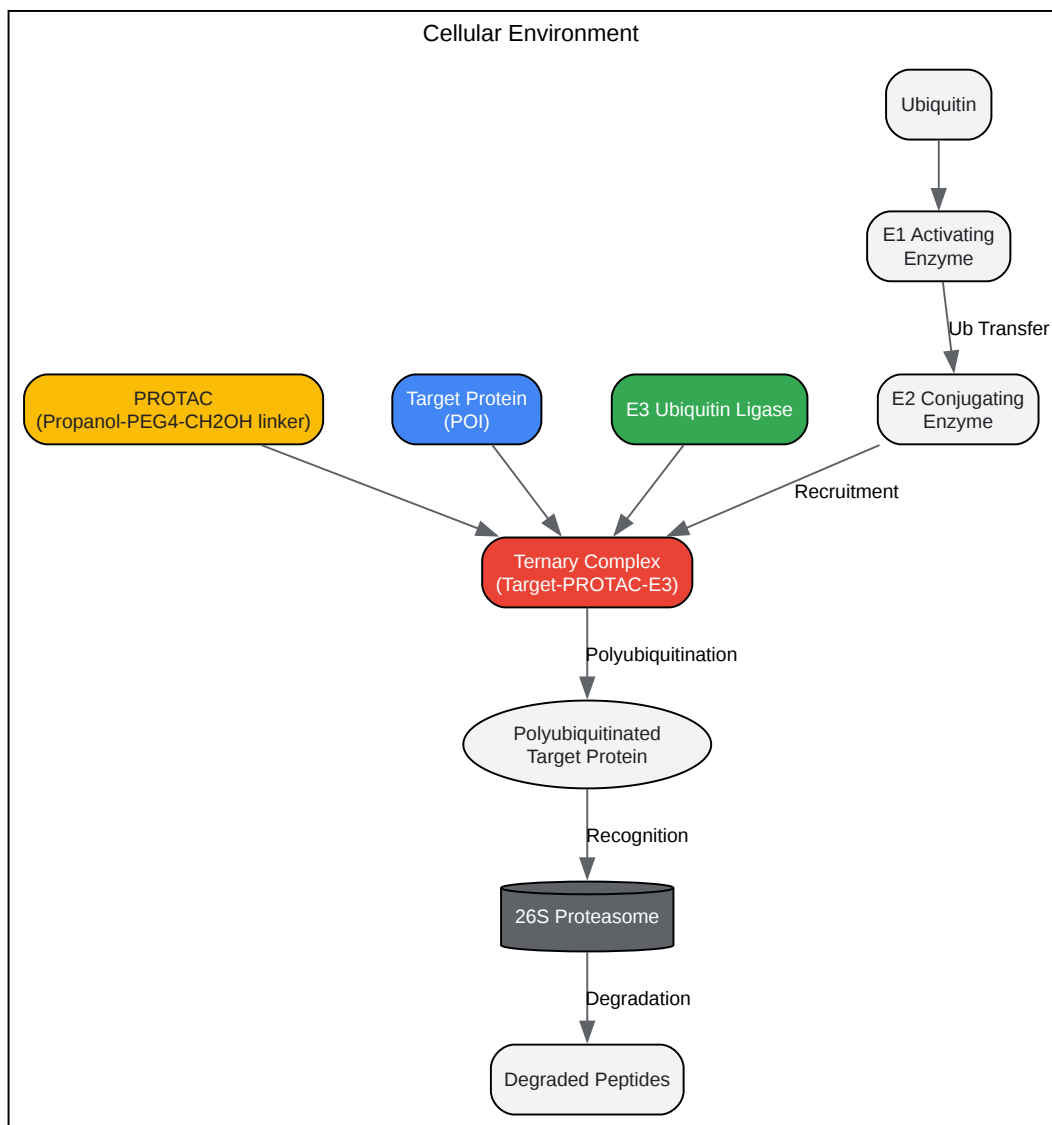 Cellular Environment
Ubiquitin
E1 Activating
Enzyme
Ub Transfer
PROTAC
(Propanol-PEG4-CH2OH linker)
Target Protein
(POI)
E3 Ubiquitin Ligase
E2 Conjugating
Enzyme
Recruitment
Ternary Complex
(Target-PROTAC-E3)
Polyubiquitination
Polyubiquitinated
Target Protein
Recognition
26S Proteasome
Degradation
Degraded Peptides